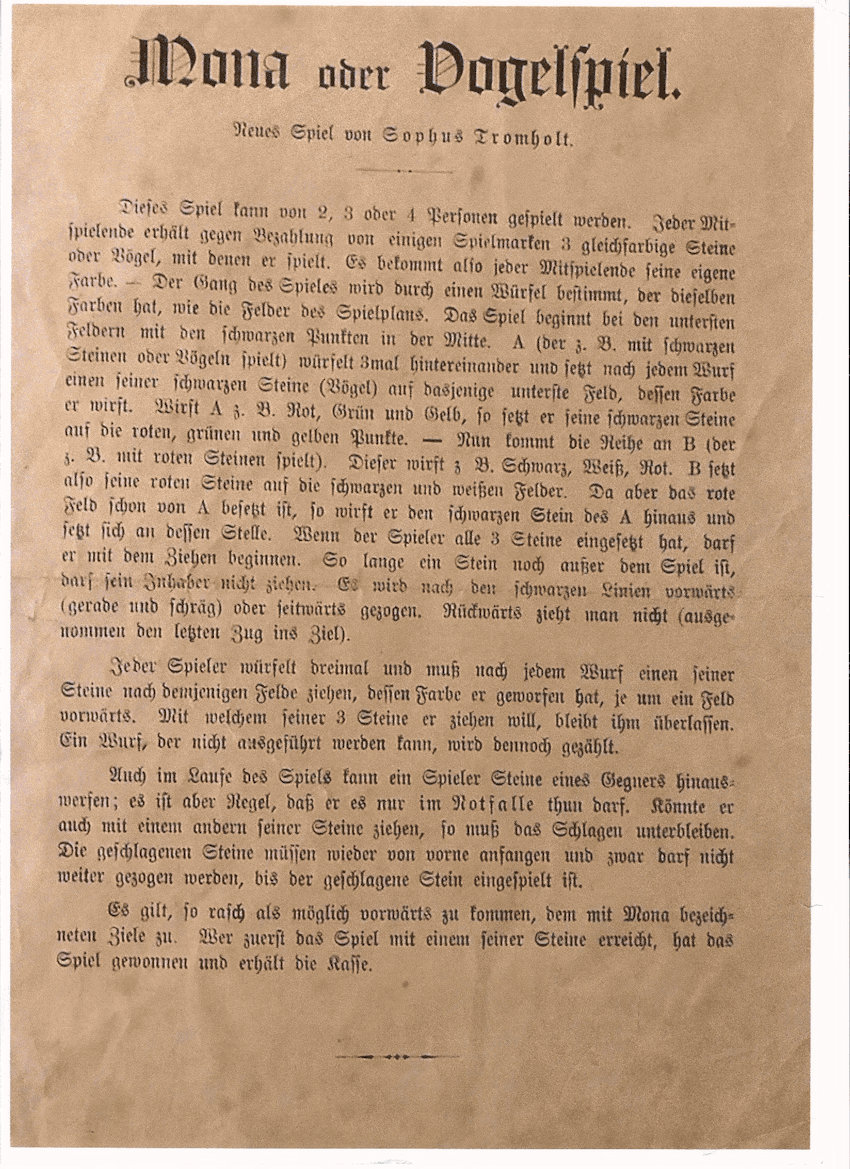 Mona oder Vogelspiel.
Neues Spiel von Sophus Tromholt.
Dieses Spiel kann von 2, 3 oder 4 Personen gespielt werden. Jeder Mit-
spielende erhält gegen Bezahlung von einigen Spielmarken 3 gleichfarbige Steine
oder Vögel, mit denen er spielt. Es bekommt also jeder Mitspielende seine eigene
Farbe. — Der Gang des Spieles wird durch einen Würfel bestimmt, der dieselben
Farben hat, wie die Felder des Spielplans. Das Spiel beginnt bei den untersten
Feldern mit den schwarzen Punkten in der Mitte. A (der z. B. mit schwarzen
Steinen oder Vögeln spielt) würfelt 3mal hintereinander und setzt nach jedem Wurf
einen seiner schwarzen Steine (Vögel) auf dasjenige unterste Feld, dessen Farbe
er wirft. Wirft A z. B. Rot, Grün und Gelb, so setzt er seine schwarzen Steine
auf die roten, grünen und gelben Punkte. — Nun kommt die Reihe an B (der
z. B. mit roten Steinen spielt). Dieser wirft z B. Schwarz, Weiß, Rot. B setzt
also seine roten Steine auf die schwarzen und weißen Felder. Da aber das rote
Feld schon von A besetzt ist, so wirft er den schwarzen Stein des A hinaus und
setzt sich an dessen Stelle. Wenn der Spieler alle 3 Steine eingesetzt hat, darf
er mit dem Ziehen beginnen. So lange ein Stein noch außer dem Spiel ist,
darf sein Inhaber nicht ziehen. Es wird nach den schwarzen Linien vorwärts
(gerade und schräg) oder seitwärts gezogen. Rückwärts zieht man nicht (ausge-
nommen den letzten Zug ins Ziel).
Jeder Spieler würfelt dreimal und muß nach jedem Wurf einen seiner
Steine nach demjenigen Felde ziehen, dessen Farbe er geworfen hat, je um ein Feld
vorwärts. Mit welchem seiner 3 Steine er ziehen will, bleibt ihm überlassen.
Ein Wurf, der nicht ausgeführt werden kann, wird dennoch gezählt.
Auch im Laufe des Spiels kann ein Spieler Steine eines Gegners hinaus-
werfen; es ist aber Regel, daß er es nur im Notfalle thun darf. Könnte er
auch mit einem andern seiner Steine ziehen, so muß das Schlagen unterbleiben.
Die geschlagenen Steine müssen wieder von vorne anfangen und zwar darf nicht
weiter gezogen werden, bis der geschlagene Stein eingespielt ist.
Es gilt, so rasch als möglich vorwärts zu kommen, dem mit Mona bezeich-
neten Ziele zu. Wer zuerst das Spiel mit einem seiner Steine erreicht, hat das
Spiel gewonnen und erhält die Kasse.